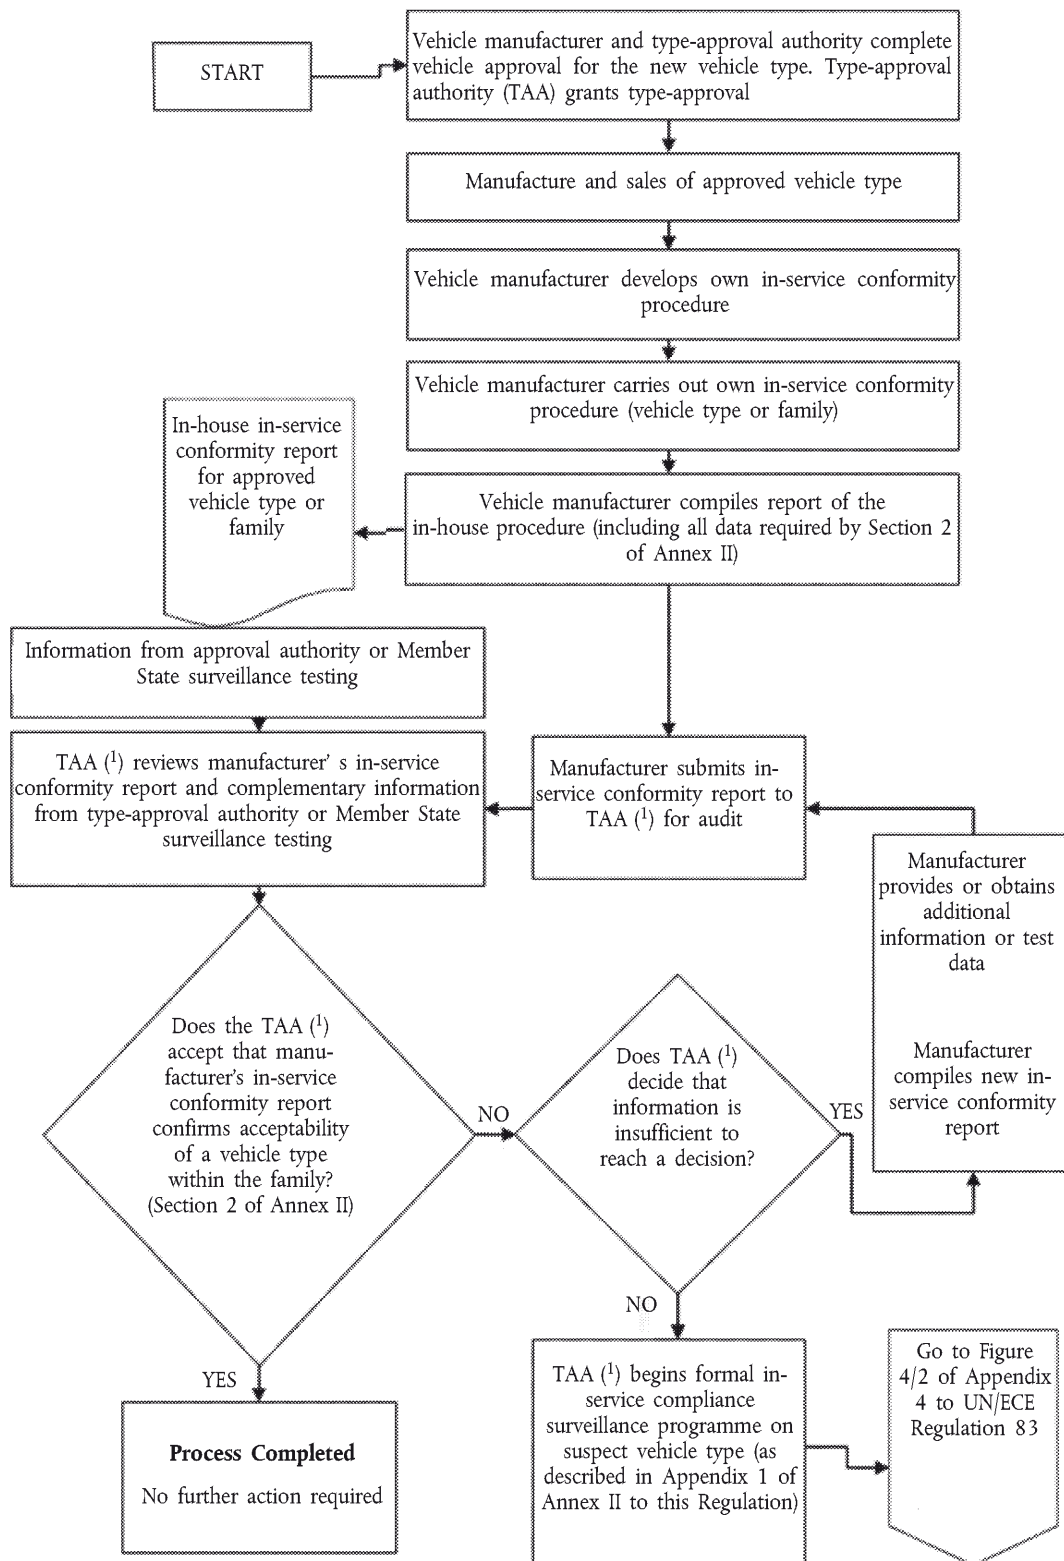 START
Vehicle manufacturer and type-approval authority complete
vehicle approval for the new vehicle type. Type-approval
authority (TAA) grants type-approval
Manufacture and sales of approved vehicle type
Vehicle manufacturer develops own in-service conformity
procedure
Vehicle manufacturer carries out own in-service conformity
procedure (vehicle type or family)
In-house in-service
conformity report
for approved
vehicle type or
family
Vehicle manufacturer compiles report of the
in-house procedure (including all data required by Section 2
of Annex II)
Information from approval authority or Member
State surveillance testing
TAA (¹) reviews manufacturer' s in-service
conformity report and complementary information
from type-approval authority or Member State
surveillance testing
Manufacturer submits in-
service conformity report to
TAA (¹) for audit
Manufacturer
provides or obtains
additional
information or test
data
Manufacturer
compiles new in-
service conformity
report
Does the TAA (¹)
accept that manu-
facturer's in-service
conformity report
confirms acceptability
of a vehicle type
within the family?
(Section 2 of Annex II)
NO
Does TAA (¹)
decide that
information is
insufficient to
reach a decision?
YES
NO
YES
Process Completed
No further action required
TAA (¹) begins formal in-
service compliance
surveillance programme on
suspect vehicle type (as
described in Appendix 1 of
Annex II to this Regulation)
Go to Figure
4/2 of Appendix
4 to UN/ECE
Regulation 83